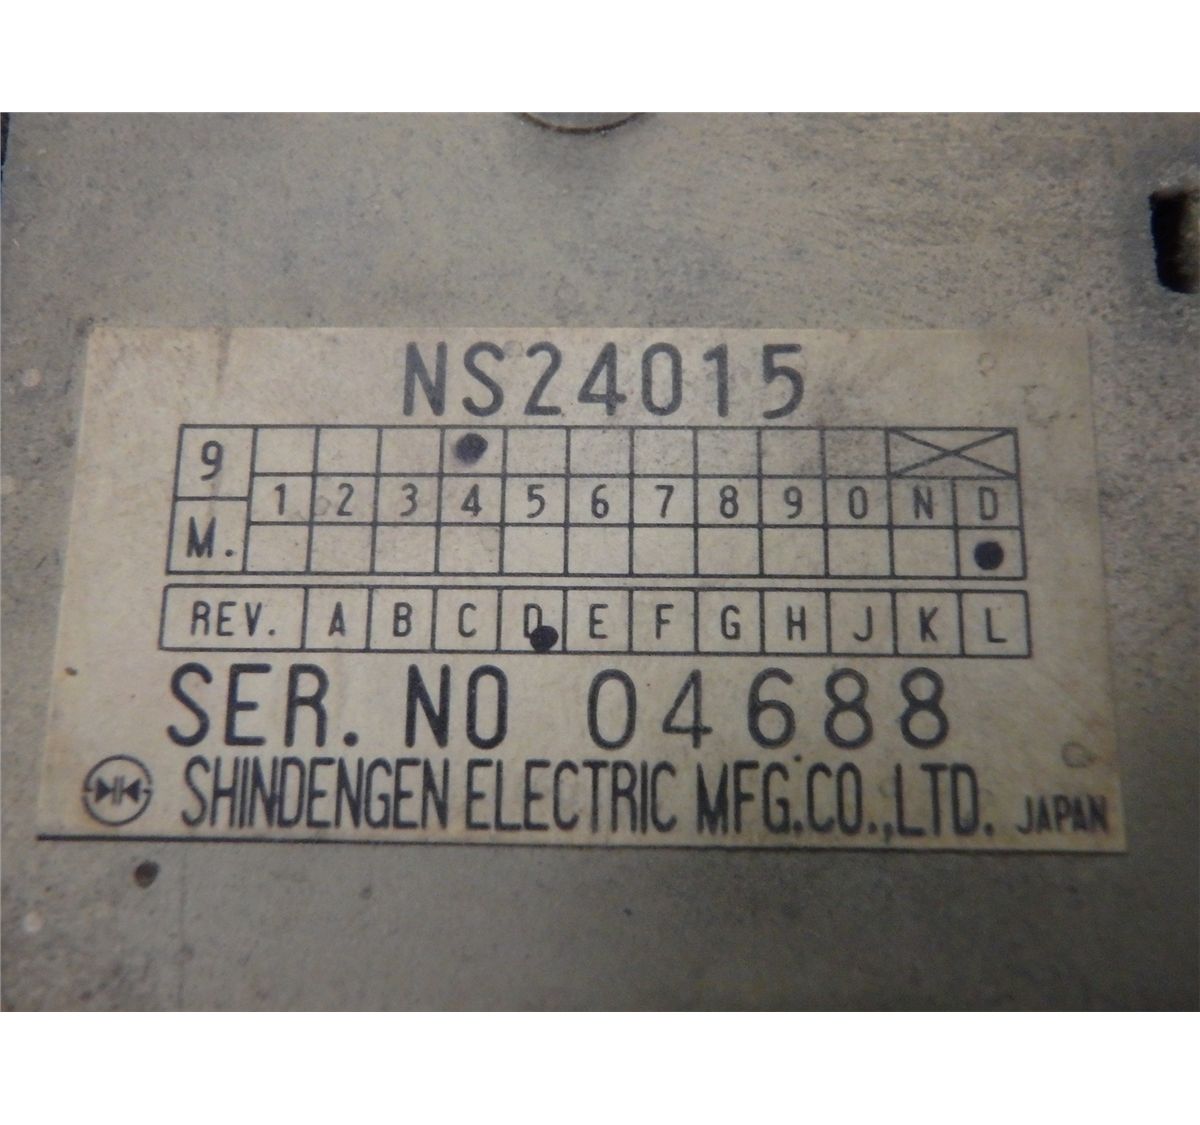 NS24015
9
1 2 3 4 5 6 7 8 9 0 N D
M.
REV. A B C D E F G H J K L
SER. NO 04688
SHINDENGEN ELECTRIC MFG.CO.,LTD. JAPAN